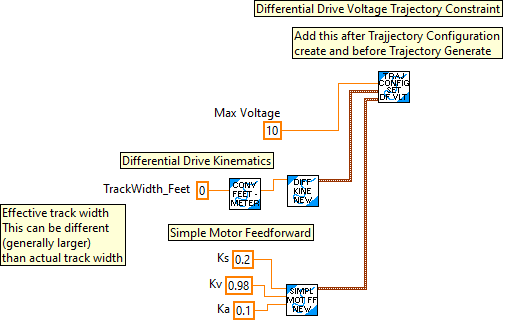 Differential Drive Voltage Trajectory Constraint
Add this after Trajjectory Configuration
create and before Trajectory Generate
TRAJ
CONFIG
SET
DF VLT
Max Voltage
10
Differential Drive Kinematics
TrackWidth_Feet
0
CONV
FEET -
METER
DIFF
KINE
NEW
Effective track width
This can be different
(generally larger)
than actual track width
Simple Motor Feedforward
Ks
0.2
Kv
0.98
Ka
0.1
SIMPL
MOT FF
NEW